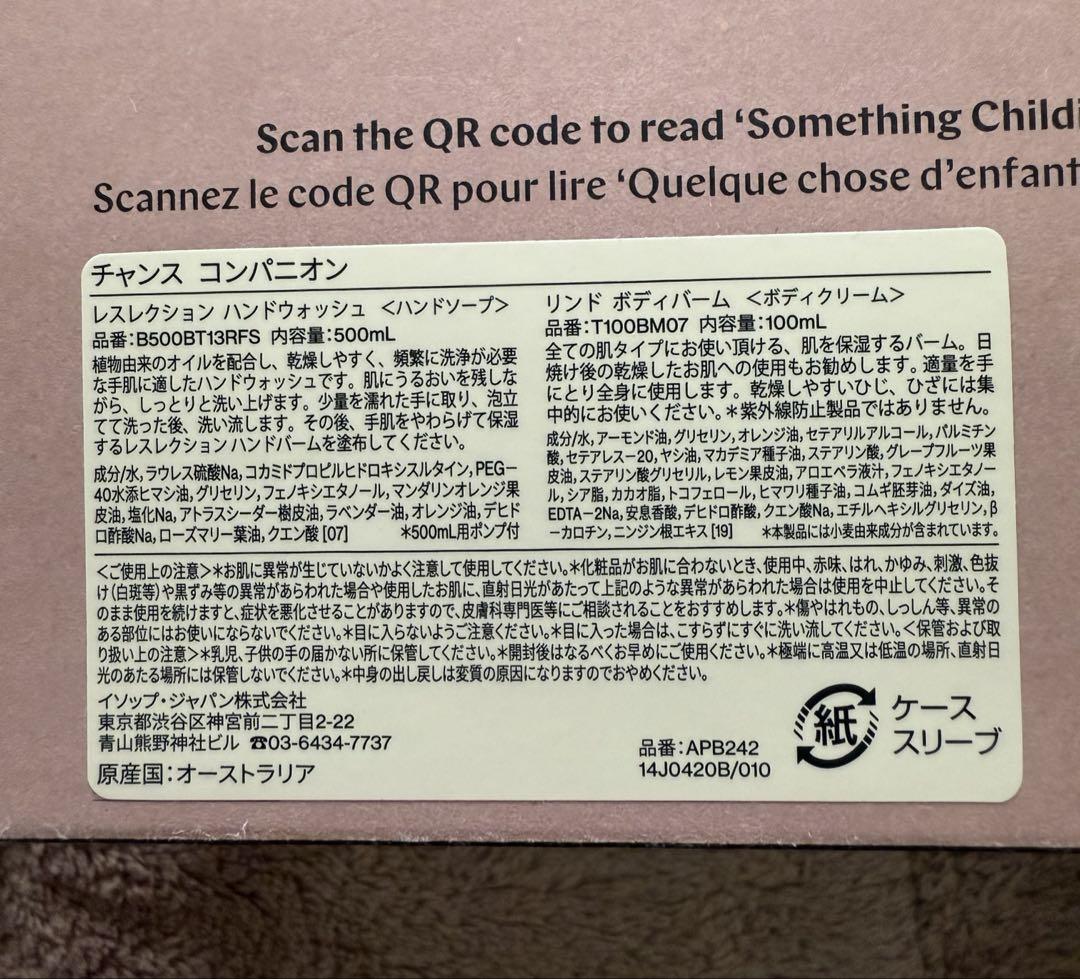 Scan the QR code to read ‘Something Child
Scannez le code QR pour lire ‘Quelque chose d’enfant
チャンス コンパニオン
レスレクション ハンドウォッシュ <ハンドソープ>
品番:B500BT13RFS 内容量:500mL
植物由来のオイルを配合し、乾燥しやすく、頻繁に洗浄が必要
な手肌に適したハンドウォッシュです。肌にうるおいを残しな
がら、しっとりと洗い上げます。少量を濡れた手に取り、泡立
てて洗った後、洗い流します。その後、手肌をやわらげて保湿
するレスレクション ハンドバームを塗布してください。
成分/水,ラウレス硫酸Na,コカミドプロピルヒドロキシスルタイン,PEG－
40水添ヒマシ油,グリセリン,フェノキシエタノール,マンダリンオレンジ果
皮油,塩化Na,アトラスシーダー樹皮油,ラベンダー油,オレンジ油,デヒド
ロ酢酸Na,ローズマリー葉油,クエン酸 [07] ＊500mL用ポンプ付
リンド ボディバーム <ボディクリーム>
品番:T100BM07 内容量:100mL
全ての肌タイプにお使い頂ける、肌を保湿するバーム。日
焼け後の乾燥したお肌への使用もお勧めします。適量を手
にとり全身に使用します。乾燥しやすいひじ、ひざには集
中的にお使いください。＊紫外線防止製品ではありません。
成分/水,アーモンド油,グリセリン,オレンジ油,セテアリルアルコール,パルミチン
酸,セテアレス−20,ヤシ油,マカデミア種子油,ステアリン酸,グレープフルーツ果
皮油,ステアリン酸グリセリル,レモン果皮油,アロエベラ液汁,フェノキシエタノー
ル,シア脂,カカオ脂,トコフェロール,ヒマワリ種子油,コムギ胚芽油,ダイズ油,
EDTA−2Na,安息香酸,デヒドロ酢酸,クエン酸Na,エチルヘキシルグリセリン,β
−カロチン,ニンジン根エキス [19] ＊本製品には小麦由来成分が含まれています。
<ご使用上の注意>＊お肌に異常が生じていないかよく注意して使用してください。＊化粧品がお肌に合わないとき、使用中、赤味、はれ、かゆみ、刺激、色抜
け(白斑等)や黒ずみ等の異常があらわれた場合や使用したお肌に、直射日光があたって上記のような異常があらわれた場合は使用を中止してください。そ
のまま使用を続けますと、症状を悪化させることがありますので、皮膚科専門医等にご相談されることをおすすめします。＊傷やはれもの、しっしん等、異常の
ある部位にはお使いにならないでください。＊目に入らないようご注意ください。＊目に入った場合は、こすらずにすぐに洗い流してください。<保管および取
り扱い上の注意>＊乳児、子供の手の届かない所に保管してください。＊開封後はなるべくお早めにご使用ください。＊極端に高温又は低温の場所、直射日
光のあたる場所には保管しないでください。＊中身の出し戻しは変質の原因になりますのでおやめください。
イソップ・ジャパン株式会社
東京都渋谷区神宮前二丁目2-22
青山熊野神社ビル ☎03-6434-7737
原産国:オーストラリア
品番:APB242
14J0420B/010
紙
ケース
スリーブ